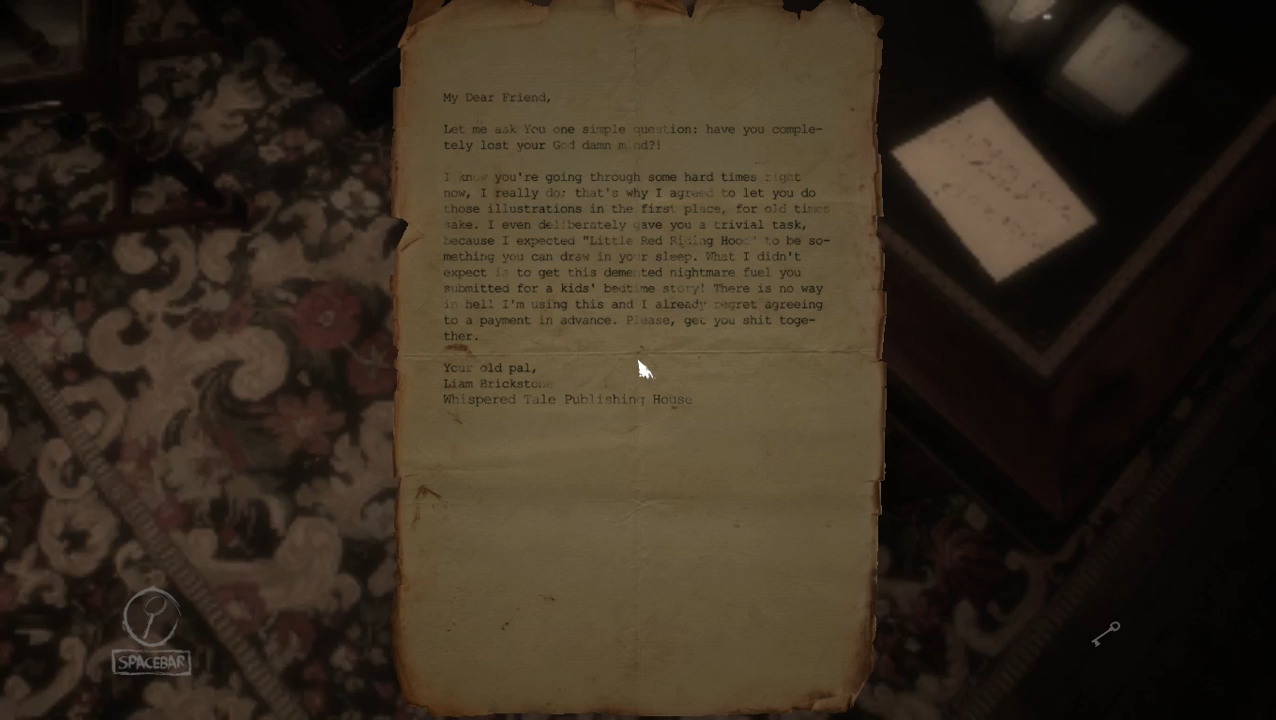 My Dear Friend,
Let me ask You one simple question: have you comple-
tely lost your God damn mind?!
I know you're going through some hard times right
now, I really do; that's why I agreed to let you do
those illustrations in the first place, for old times
sake. I even deliberately gave you a trivial task,
because I expected "Little Red Riding Hood" to be so-
mething you can draw in your sleep. What I didn't
expect is to get this demented nightmare fuel you
submitted for a kids' bedtime story! There is no way
in hell I'm using this and I already regret agreeing
to a payment in advance. Please, get you shit toge-
ther.
Your old pal,
Liam Brickstone
Whispered Tale Publishing House
SPACEBAR